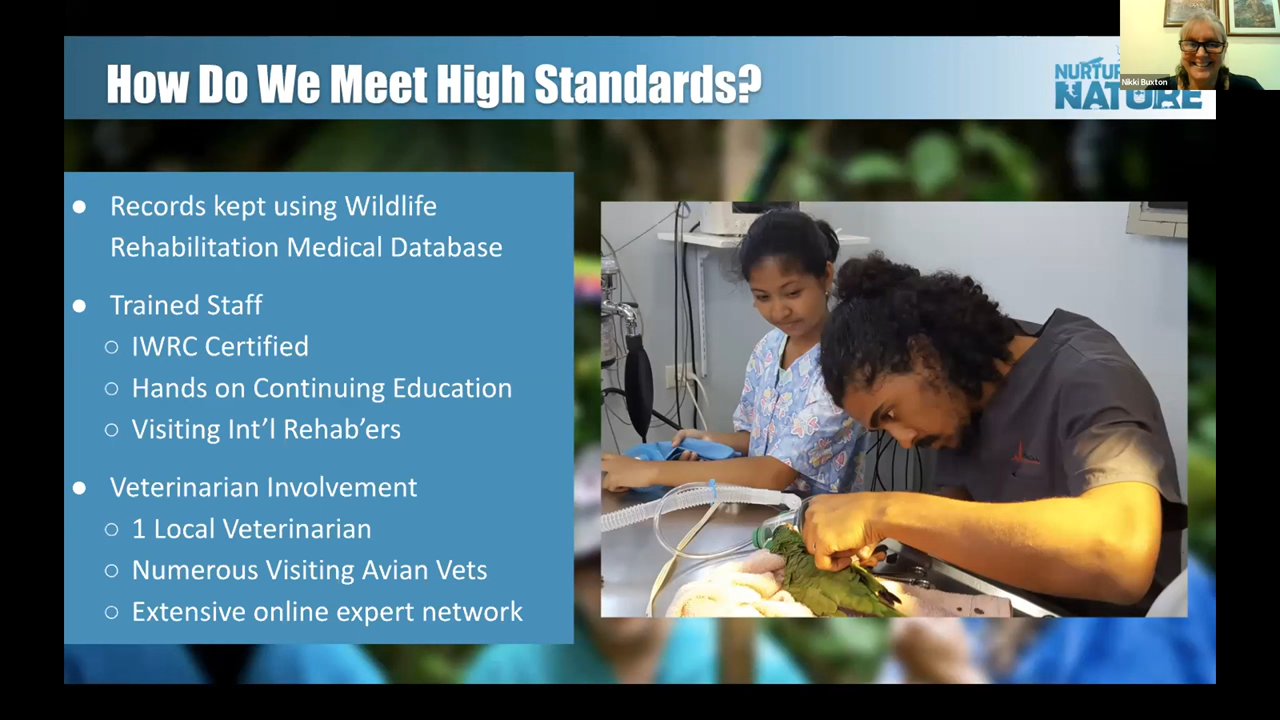 How Do We Meet High Standards?
NATURE
Nikki Buxton
● Records kept using Wildlife
Rehabilitation Medical Database
● Trained Staff
○ IWRC Certified
○ Hands on Continuing Education
○ Visiting Int’l Rehab’ers
● Veterinarian Involvement
○ 1 Local Veterinarian
○ Numerous Visiting Avian Vets
○ Extensive online expert network